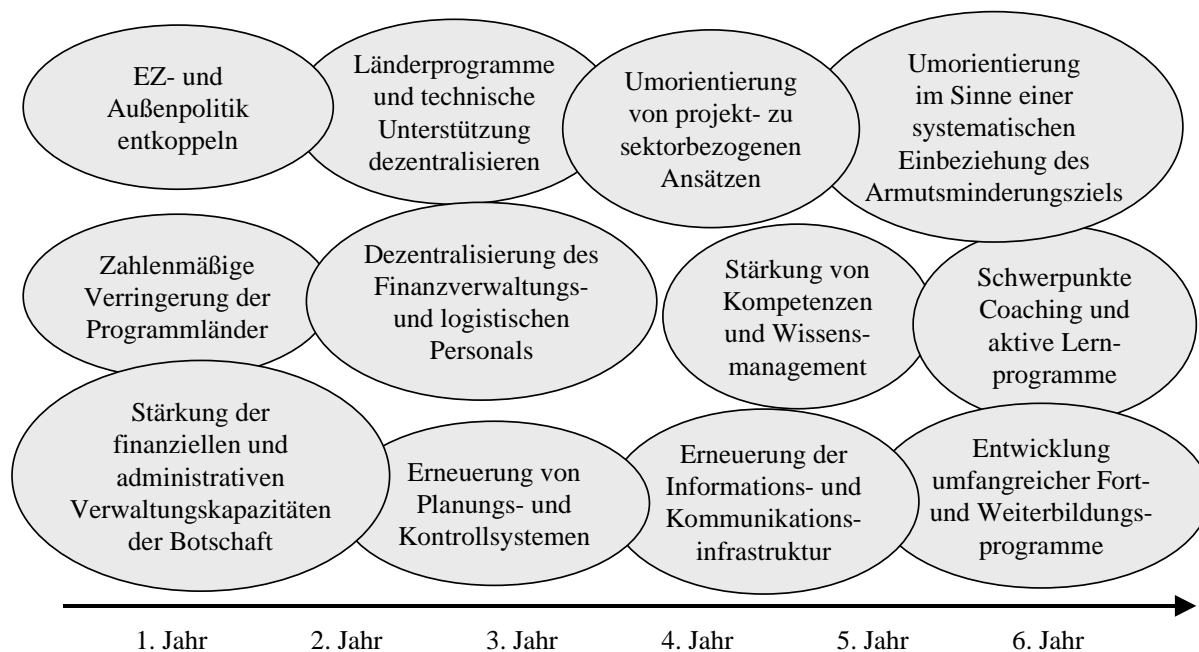 EZ- und
Außenpolitik
entkoppeln
Länderprogramme
und technische
Unterstützung
dezentralisieren
Umorientierung
von projekt- zu
sektorbezogenen
Ansätzen
Umorientierung
im Sinne einer
systematischen
Einbeziehung des
Armutsminderungsziels
Zahlenmäßige
Verringerung der
Programmländer
Dezentralisierung des
Finanzverwaltungs-
und logistischen
Personals
Stärkung von
Kompetenzen
und Wissens-
management
Schwerpunkte
Coaching und
aktive Lern-
programme
Stärkung der
finanziellen und
administrativen
Verwaltungskapazitäten
der Botschaft
Erneuerung von
Planungs- und
Kontrollsystemen
Erneuerung der
Informations- und
Kommunikations-
infrastruktur
Entwicklung
umfangreicher Fort-
und Weiterbildungs-
programme
1. Jahr 2. Jahr 3. Jahr 4. Jahr 5. Jahr 6. Jahr